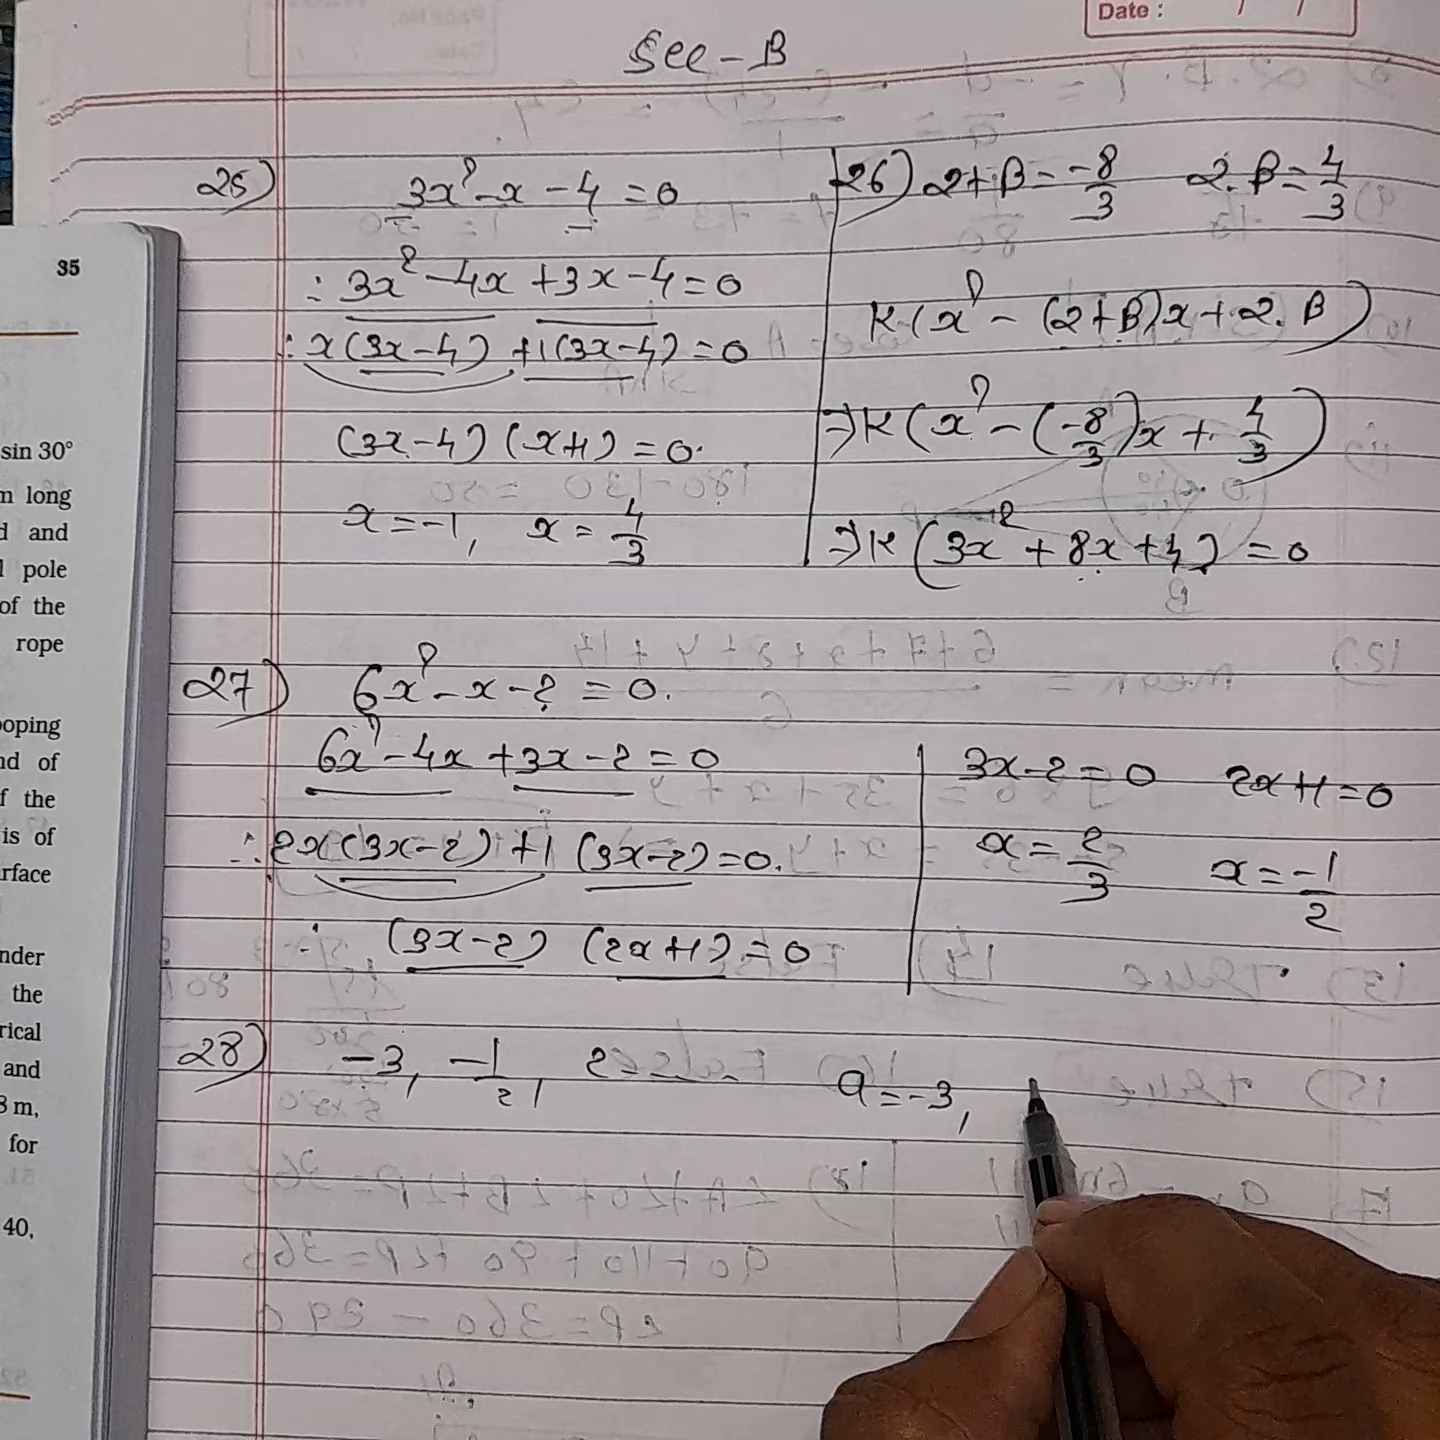 Date : / /
Sec-B
25) 3x² - x - 4 = 0
∴ 3x² - 4x + 3x - 4 = 0
∴ x(3x-4) + 1(3x-4) = 0
(3x-4) (x+1) = 0.
x = -1, x = 4/3
26) 2+β = -8/3 2.β = 4/3
K(x² - (2+β)x + 2.β)
⇒ K(x² - (-8/3)x + 4/3)
⇒ K(3x² + 8x + 4) = 0
27) 6x² - x - 2 = 0.
6x² - 4x + 3x - 2 = 0
∴ 2x(3x-2) + 1 (3x-2) = 0.
∴ (3x-2) (2x+1) = 0
3x-2 = 0 2x+1 = 0
x = 2/3 x = -1/2
28) -3, -1/2, 2 a = -3,
35
sin 30°
m long
d and
l pole
of the
rope
ooping
nd of
f the
is of
rface
nder
the
rical
and
3 m,
for
40,